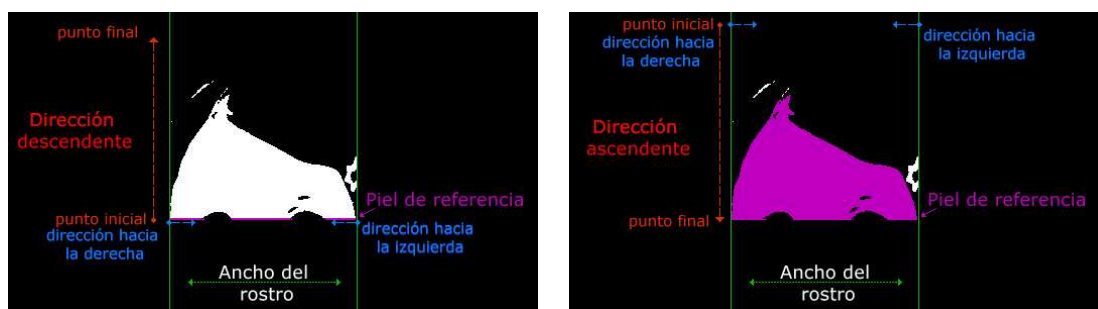 punto final
Dirección
descendente
Piel de referencia
punto inicial
dirección hacia
la derecha
dirección hacia
la izquierda
Ancho del
rostro
punto inicial
dirección hacia
la derecha
dirección hacia
la izquierda
Dirección
ascendente
Piel de referencia
punto final
Ancho del
rostro